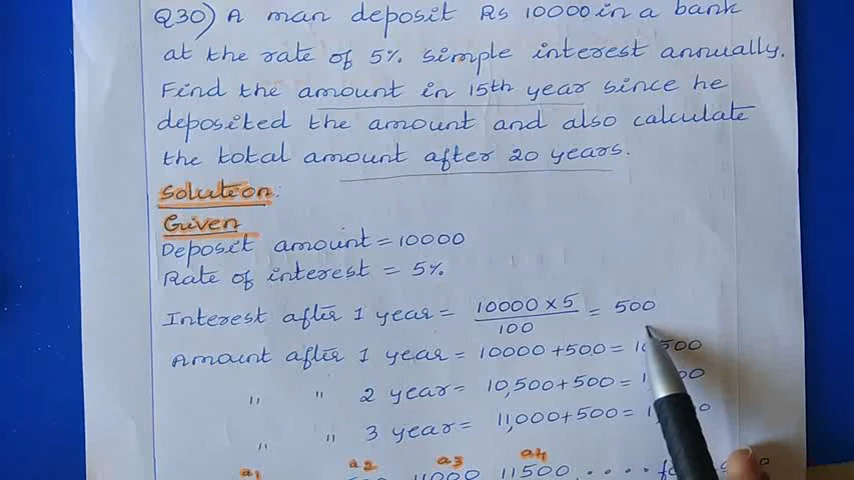 Q30) A man deposit Rs 10000 in a bank
at the rate of 5% simple interest annually.
Find the amount in 15th year since he
deposited the amount and also calculate
the total amount after 20 years.
Solution:
Given
Deposit amount = 10000
Rate of interest = 5%
Interest after 1 year = 10000 × 5 / 100 = 500
Amount after 1 year = 10000 + 500 = 10,500
,, ,, 2 year = 10,500 + 500 =
,, ,, 3 year = 11,000 + 500 =
a1 a2 a3 a4
11000 11500 ....